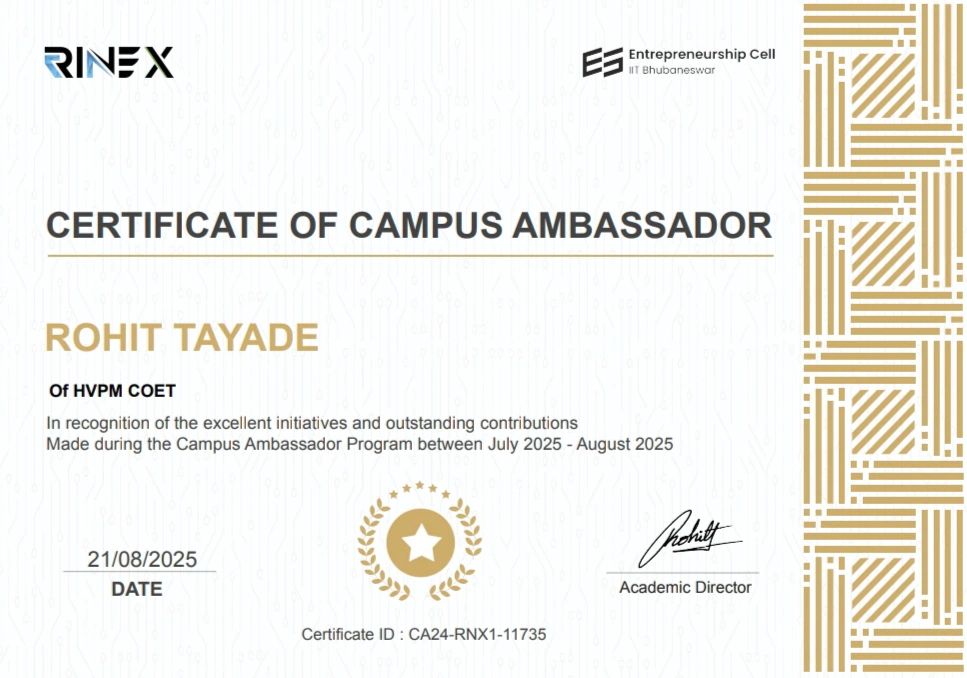 RINEX
Entrepreneurship Cell
IIT Bhubaneswar
CERTIFICATE OF CAMPUS AMBASSADOR
ROHIT TAYADE
Of HVPM COET
In recognition of the excellent initiatives and outstanding contributions
Made during the Campus Ambassador Program between July 2025 - August 2025
21/08/2025
DATE
Academic Director
Certificate ID : CA24-RNX1-11735